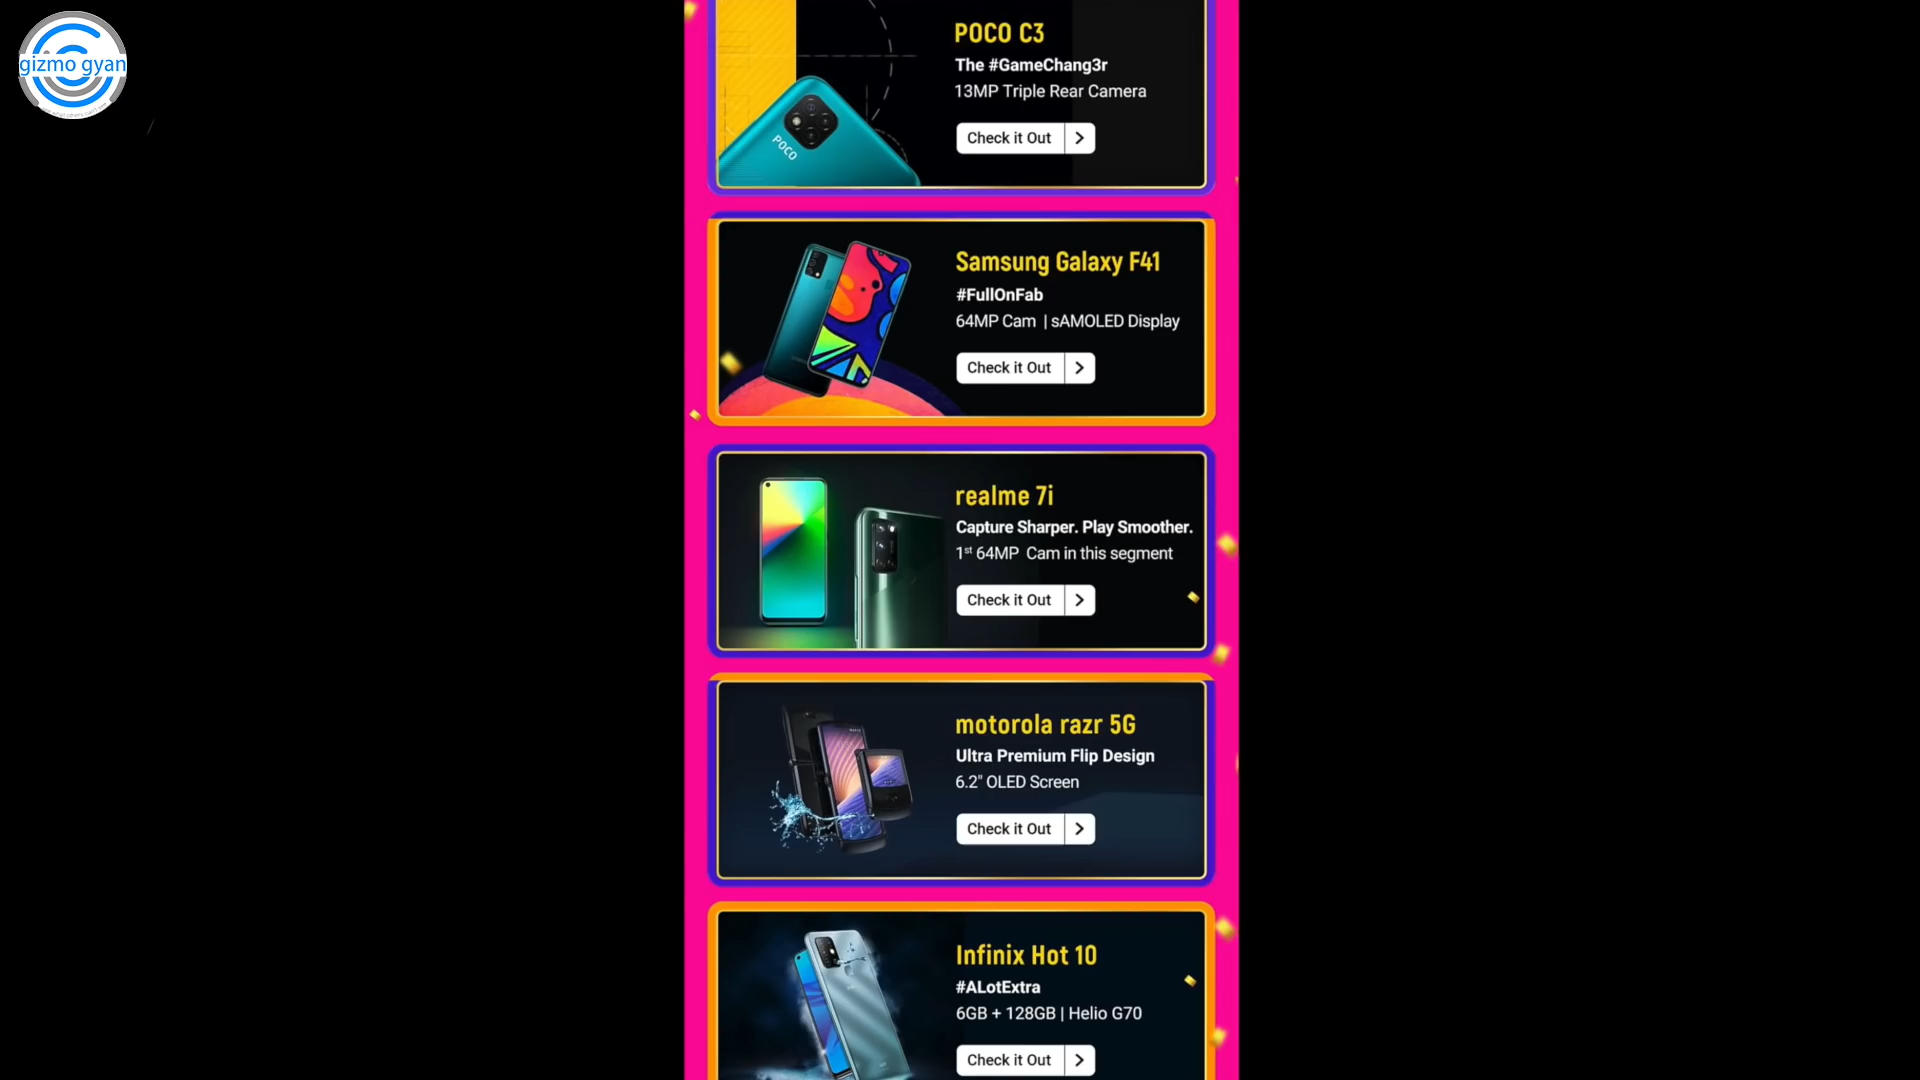 gizmo gyan
POCO C3
The #GameChang3r
13MP Triple Rear Camera
Check it Out
POCO
Samsung Galaxy F41
#FullOnFab
64MP Cam | sAMOLED Display
Check it Out
realme 7i
Capture Sharper. Play Smoother.
1st 64MP Cam in this segment
Check it Out
motorola razr 5G
Ultra Premium Flip Design
6.2" OLED Screen
Check it Out
Infinix Hot 10
#ALotExtra
6GB + 128GB | Helio G70
Check it Out